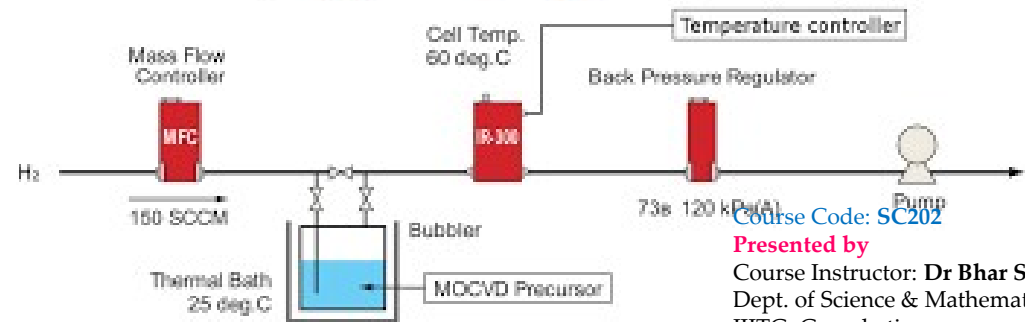 Temperature controller
Cell Temp.
60 deg.C
Mass Flow
Controller
Back Pressure Regulator
MFC
IR-300
H₂
150 SCCM
120 kPa(A)
Pump
Bubbler
Thermal Bath
25 deg.C
MOCVD Precursor
Course Code: SC202
Presented by
Course Instructor: Dr Bhar S
Dept. of Science & Mathemat